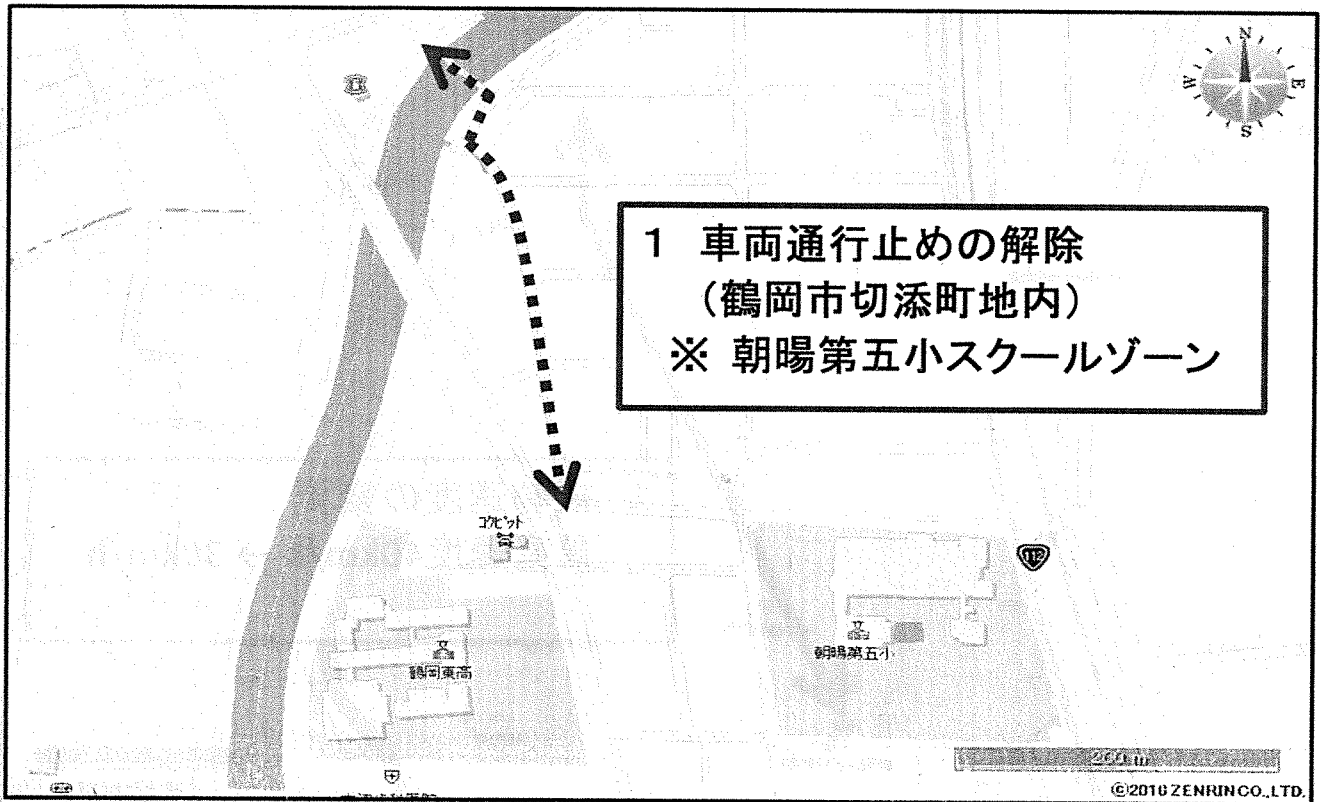 N
W
E
S
1 車両通行止めの解除
(鶴岡市切添町地内)
※ 朝暘第五小スクールゾーン
コクピット
112
朝暘第五小
鶴岡東高
200 m
©2016 ZENRIN CO., LTD.